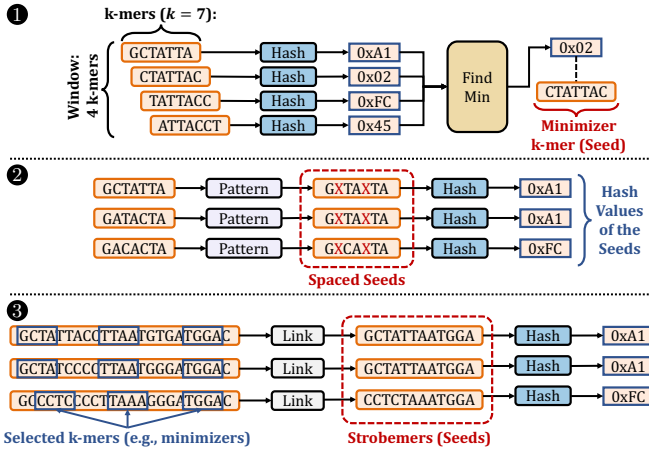 1
k-mers (k = 7):
Window:
4 k-mers
GCTATTA Hash 0xA1
CTATTAC Hash 0x02
TATTACC Hash 0xFC
ATTACCT Hash 0x45
Find
Min
0x02
CTATTAC
Minimizer
k-mer (Seed)
2
GCTATTA Pattern GXTAXTA Hash 0xA1
GATACTA Pattern GXTAXTA Hash 0xA1
GACACTA Pattern GXCAXTA Hash 0xFC
Spaced Seeds
Hash
Values
of the
Seeds
3
GCTATTACCTTAATGTGATGGAC Link GCTATTAATGGA Hash 0xA1
GCTATCCCCTTAATGGGATGGAC Link GCTATTAATGGA Hash 0xA1
GCCCTCCCCTTAAAGGGATGGAC Link CCTCTAAATGGA Hash 0xFC
Selected k-mers (e.g., minimizers)
Strobemers (Seeds)